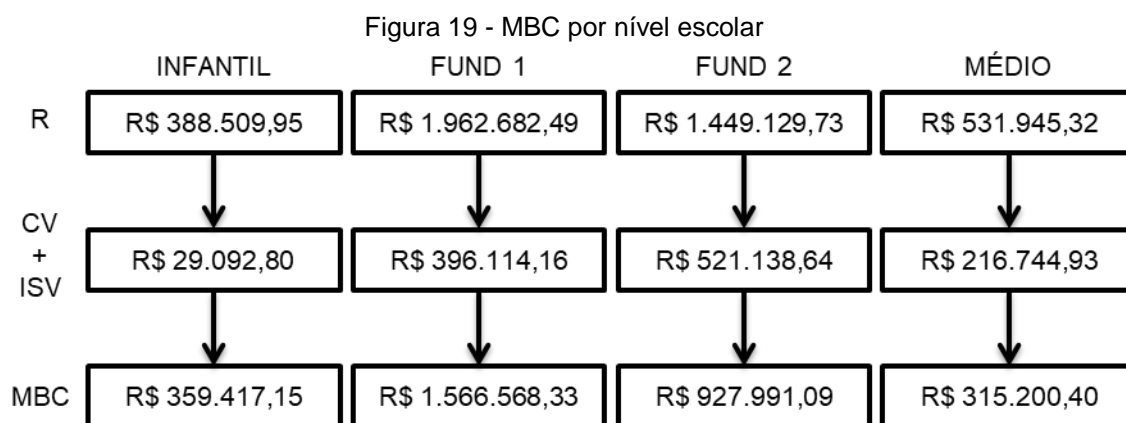 Figura 19 - MBC por nível escolar
INFANTIL FUND 1 FUND 2 MÉDIO
R R$ 388.509,95 R$ 1.962.682,49 R$ 1.449.129,73 R$ 531.945,32
CV
+
ISV
R$ 29.092,80 R$ 396.114,16 R$ 521.138,64 R$ 216.744,93
MBC R$ 359.417,15 R$ 1.566.568,33 R$ 927.991,09 R$ 315.200,40